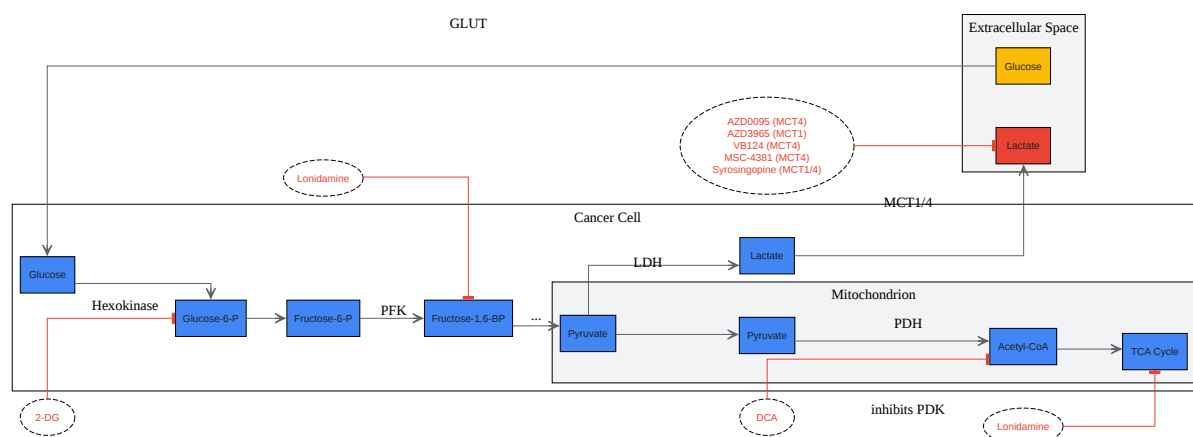 GLUT
Extracellular Space
Glucose
AZD0095 (MCT4)
AZD3965 (MCT1)
VB124 (MCT4)
MSC-4381 (MCT4)
Syrosingopine (MCT1/4)
Lactate
Lonidamine
MCT1/4
Cancer Cell
Glucose
Lactate
LDH
Mitochondrion
Hexokinase
Glucose-6-P
Fructose-6-P
PFK
Fructose-1,6-BP
...
Pyruvate
Pyruvate
PDH
Acetyl-CoA
TCA Cycle
2-DG
DCA
inhibits PDK
Lonidamine